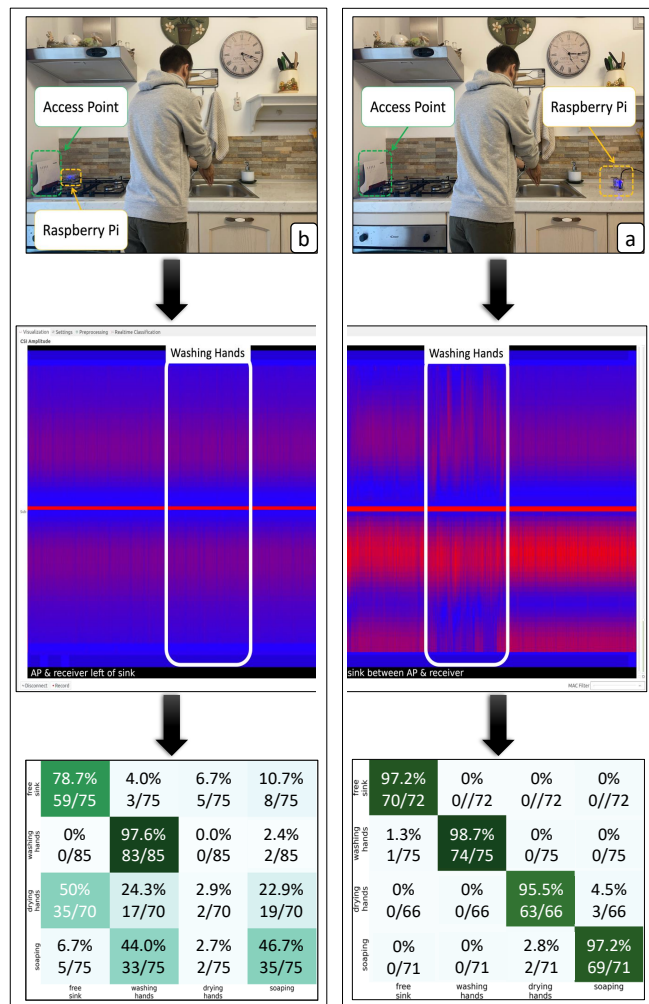 Access Point
Raspberry Pi
b
Access Point
Raspberry Pi
a
Visualization Settings Preprocessing Realtime Classification
CSI Amplitude
Washing Hands
AP & receiver left of sink
Disconnect Record
Washing Hands
sink between AP & receiver
MAC Filter
free sink
78.7% 4.0% 6.7% 10.7%
59/75 3/75 5/75 8/75
washing hands
0% 97.6% 0.0% 2.4%
0/85 83/85 0/85 2/85
drying hands
50% 24.3% 2.9% 22.9%
35/70 17/70 2/70 19/70
soaping
6.7% 44.0% 2.7% 46.7%
5/75 33/75 2/75 35/75
free washing drying soaping
sink hands hands
free sink
97.2% 0% 0% 0%
70/72 0//72 0//72 0/72
washing hands
1.3% 98.7% 0% 0%
1/75 74/75 0/75 0/75
drying hands
0% 0% 95.5% 4.5%
0/66 0/66 63/66 3/66
soaping
0% 0% 2.8% 97.2%
0/71 0/71 2/71 69/71
free washing drying soaping
sink hands hands